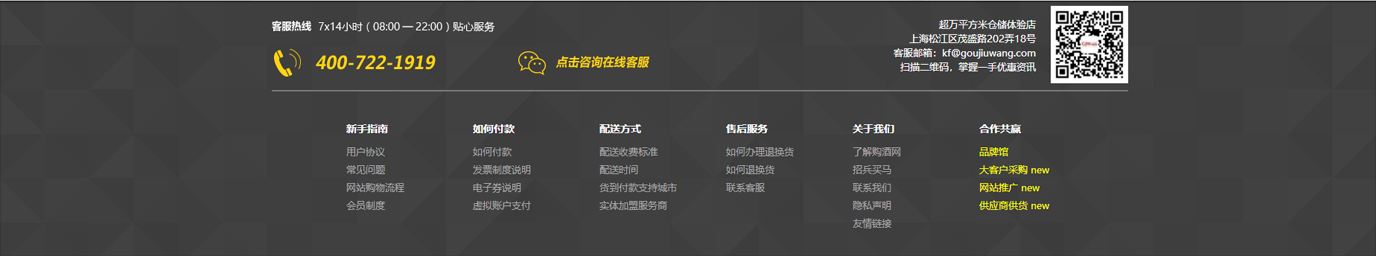 客服热线 7x14小时（08:00 — 22:00）贴心服务
400-722-1919
点击咨询在线客服
超万平方米仓储体验店
上海松江区茂盛路202弄18号
客服邮箱：kf@goujiuwang.com
扫描二维码，掌握一手优惠资讯
新手指南
用户协议
常见问题
网站购物流程
会员制度
如何付款
如何付款
发票制度说明
电子券说明
虚拟账户支付
配送方式
配送收费标准
配送时间
货到付款支持城市
实体加盟服务商
售后服务
如何办理退换货
如何退换货
联系客服
关于我们
了解购酒网
招兵买马
联系我们
隐私声明
友情链接
合作共赢
品牌馆
大客户采购 new
网站推广 new
供应商供货 new